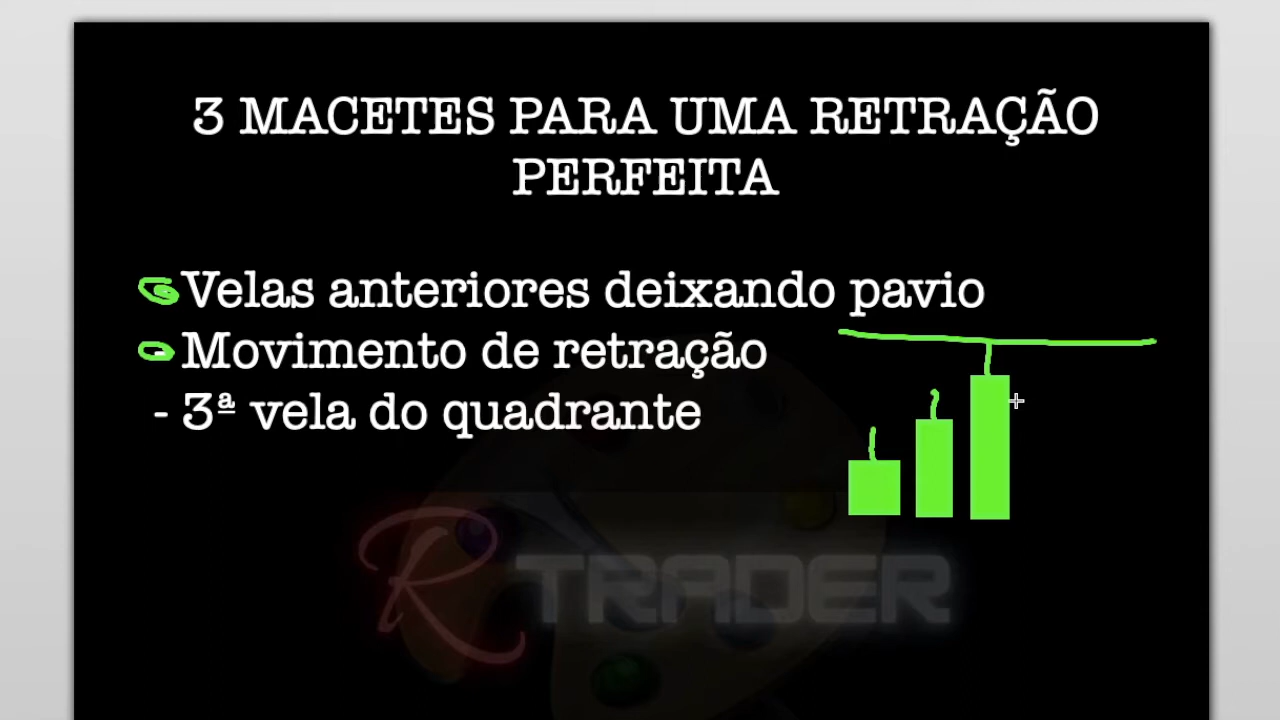 3 MACETES PARA UMA RETRAÇÃO
PERFEITA
- Velas anteriores deixando pavio
- Movimento de retração
- 3ª vela do quadrante
R TRADER